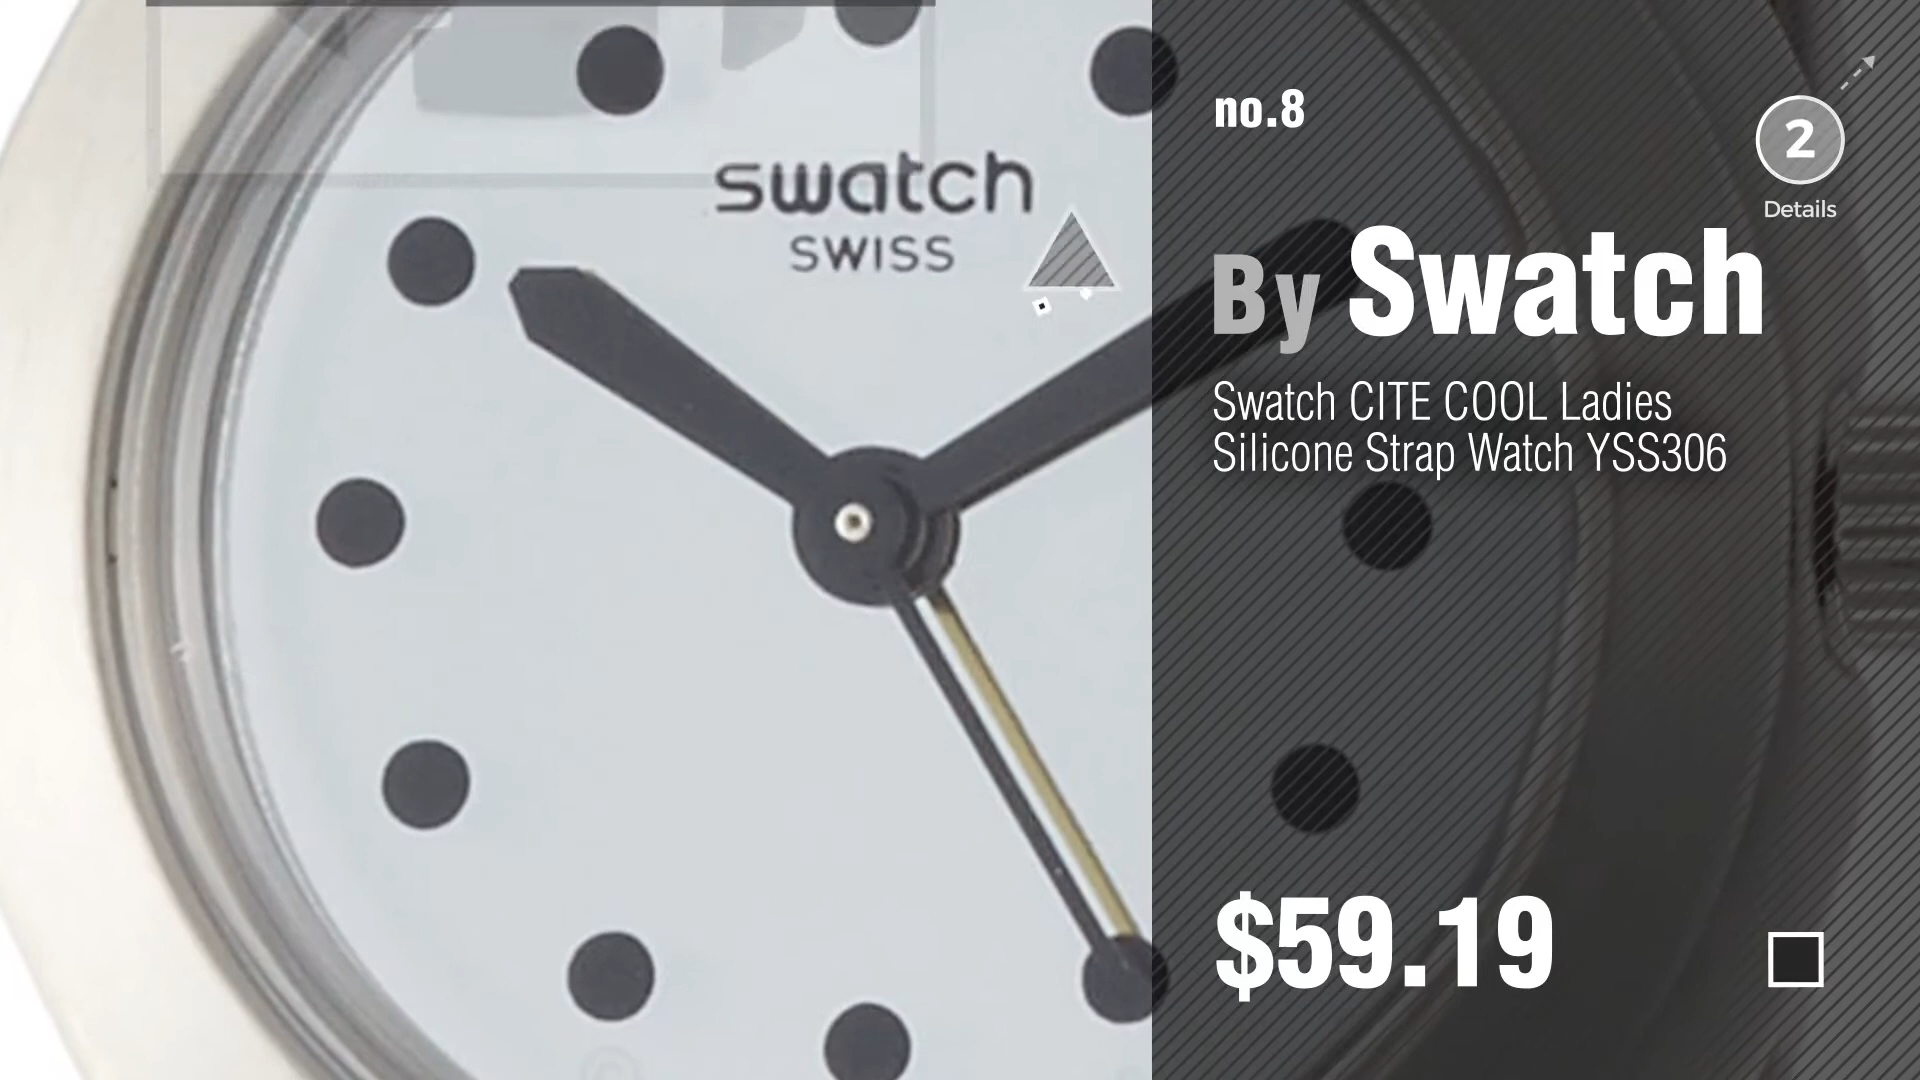 swatch
SWISS
no.8
2
Details
By Swatch
Swatch CITE COOL Ladies
Silicone Strap Watch YSS306
$59.19